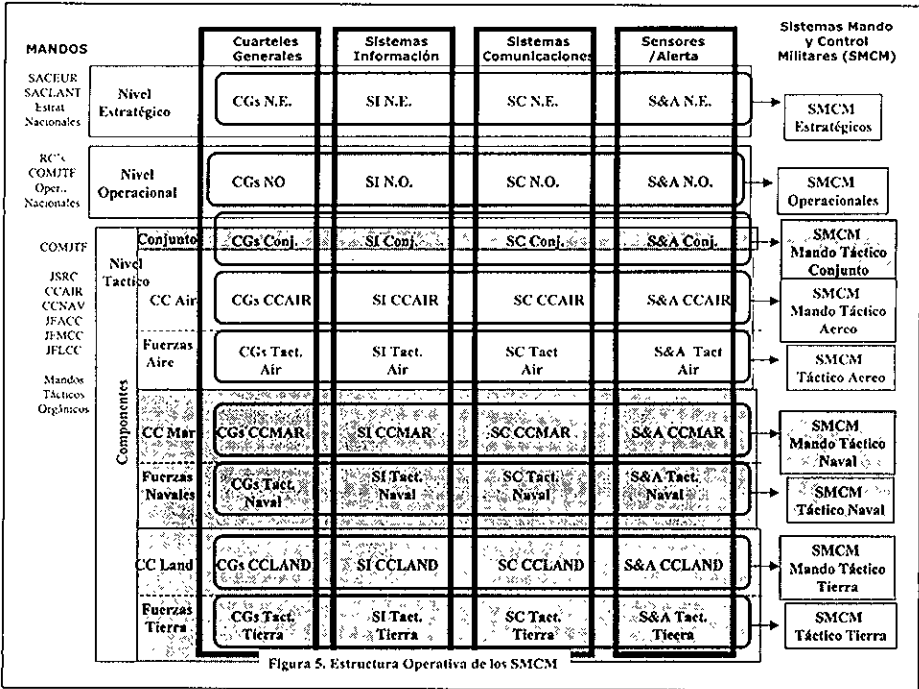 MANDOS
Cuarteles
Generales
Sistemas
Información
Sistemas
Comunicaciones
Sensores
/Alerta
Sistemas Mando
y Control
Militares (SMCM)
SACEUR
SACLANT
Estrat
Nacionales
Nivel
Estratégico
CGs N.E.
SI N.E.
SC N.E.
S&A N.E.
SMCM
Estratégicos
RC's
COMJTF
Oper..
Nacionales
Nivel
Operacional
CGs NO
SI N.O.
SC N.O.
S&A N.O.
SMCM
Operacionales
COMJTF
JSRC
CCAIR
CCNAV
JFACC
JFMCC
JFLCC
Mandos
Tácticos
Orgánicos
Nivel
Tactico
Componentes
Conjunto
CGs Conj.
SI Conj.
SC Conj.
S&A Conj.
SMCM
Mando Táctico
Conjunto
CC Air
CGs CCAIR
SI CCAIR
SC CCAIR
S&A CCAIR
SMCM
Mando Táctico
Aereo
Fuerzas
Aire
CGs Tact.
Air
SI Tact.
Air
SC Tact
Air
S&A Tact
Air
SMCM
Táctico Aereo
CC Mar
CGs CCMAR
SI CCMAR
SC CCMAR
S&A CCMAR
SMCM
Mando Táctico
Naval
Fuerzas
Navales
CGs Tact.
Naval
SI Tact.
Naval
SC Tact.
Naval
S&A Tact.
Naval
SMCM
Táctico Naval
CC Land
CGs CCLAND
SI CCLAND
SC CCLAND
S&A CCLAND
SMCM
Mando Táctico
Tierra
Fuerzas
Tierra
CGs Tact.
Tierra
SI Tact.
Tierra
SC Tact.
Tierra
S&A Tact.
Tierra
SMCM
Táctico Tierra
Figura 5. Estructura Operativa de los SMCM